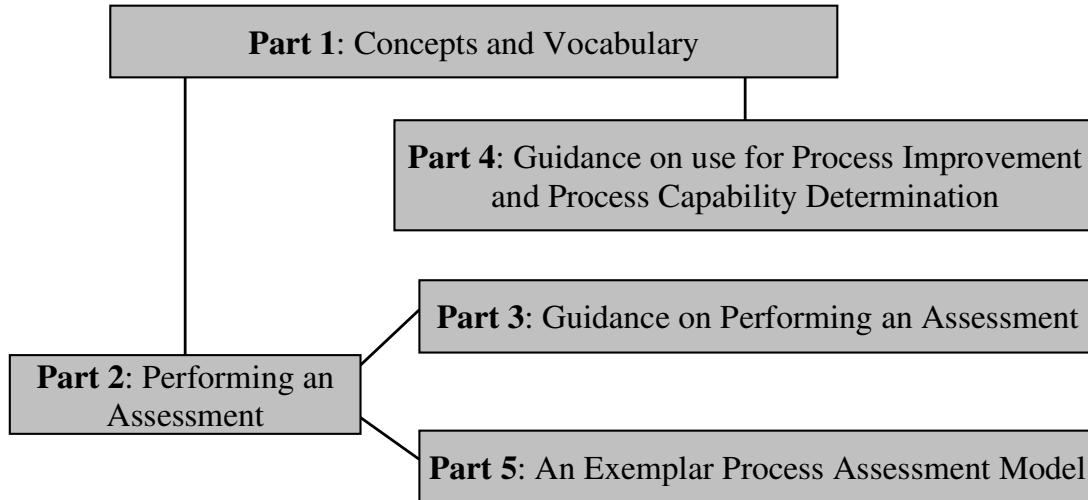 Part 1: Concepts and Vocabulary
Part 4: Guidance on use for Process Improvement
and Process Capability Determination
Part 3: Guidance on Performing an Assessment
Part 2: Performing an
Assessment
Part 5: An Exemplar Process Assessment Model